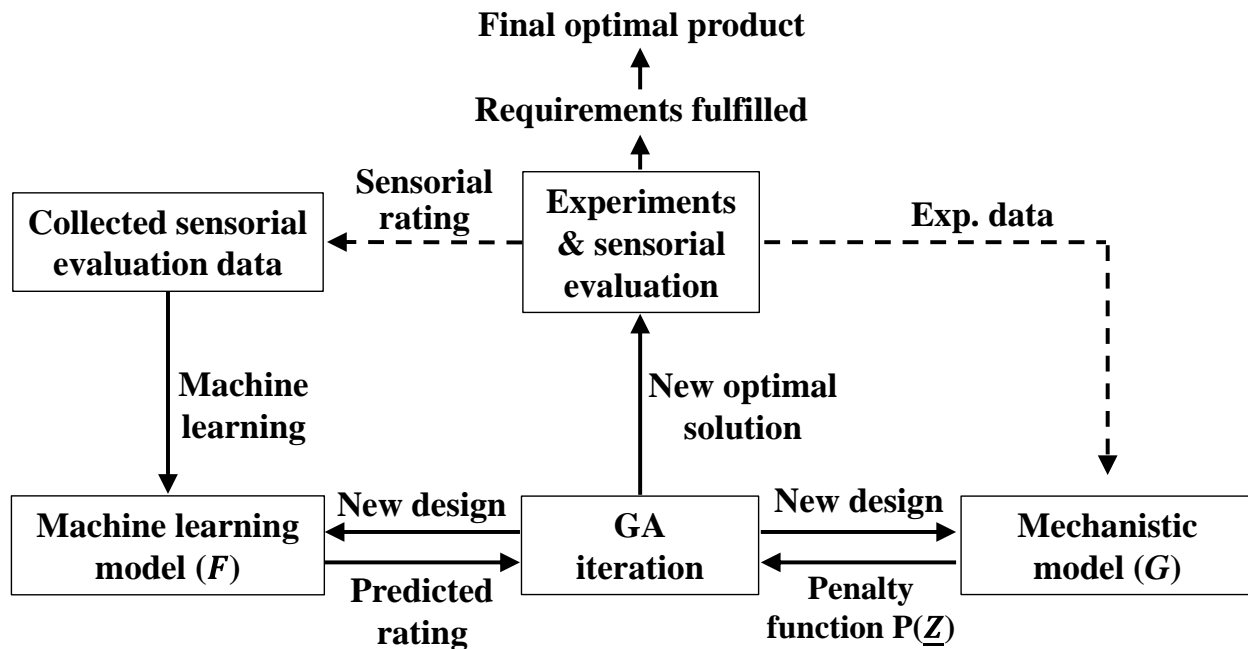 Final optimal product
Requirements fulfilled
Sensorial
rating
Experiments
& sensorial
evaluation
Exp. data
Collected sensorial
evaluation data
Machine
learning
New optimal
solution
Machine learning
model (F)
New design
Predicted
rating
GA
iteration
New design
Penalty
function P(Z)
Mechanistic
model (G)